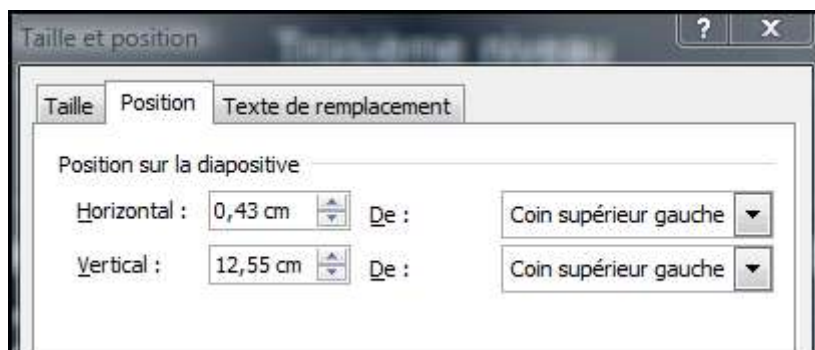 Taille et position
Taille Position Texte de remplacement
Position sur la diapositive
Horizontal : 0,43 cm De : Coin supérieur gauche
Vertical : 12,55 cm De : Coin supérieur gauche